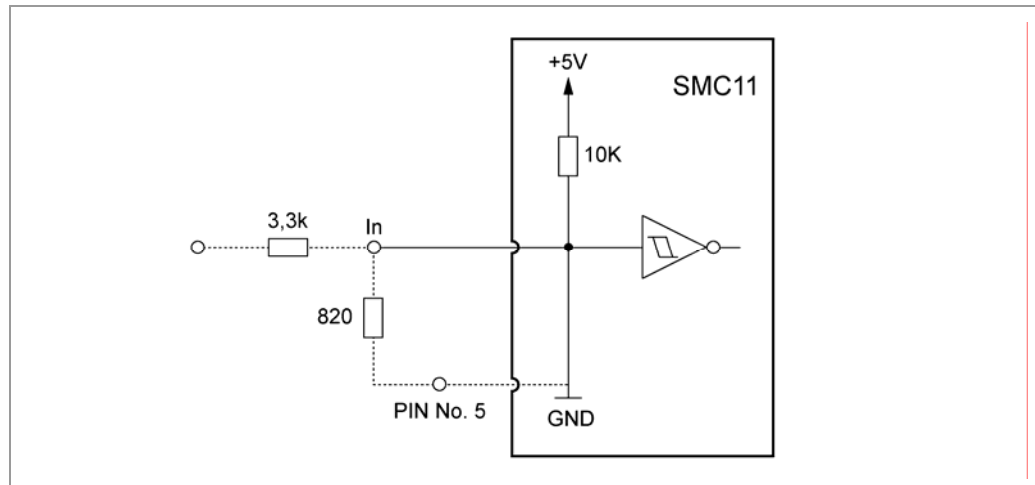 +5V
SMC11
10K
3,3k
In
820
PIN No. 5
GND